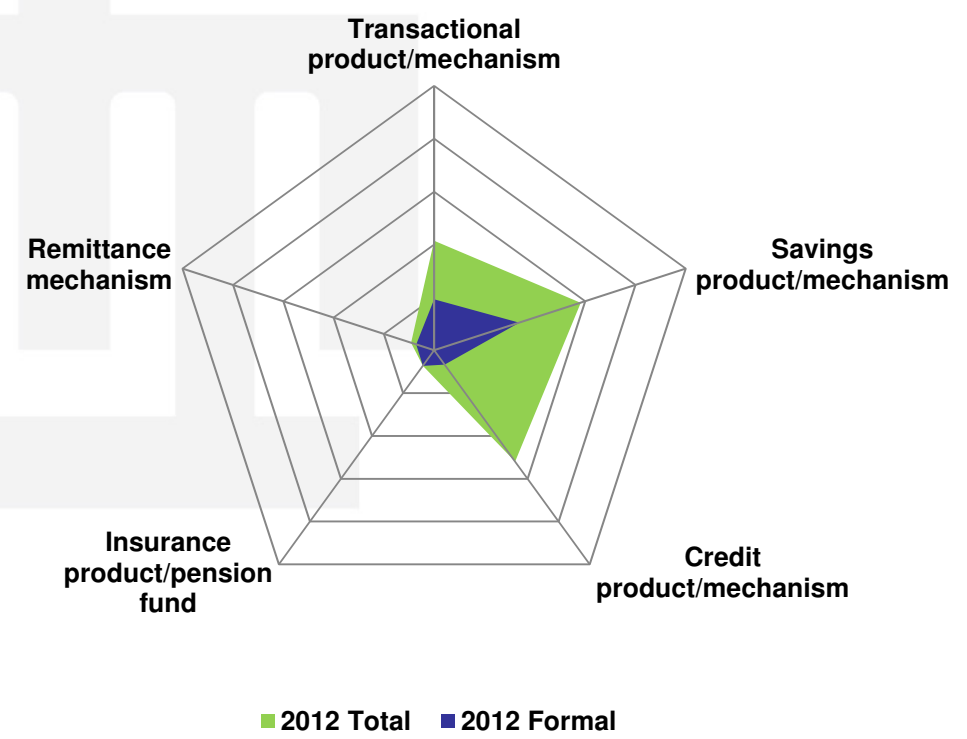 Transactional
product/mechanism
Remittance
mechanism
Savings
product/mechanism
Insurance
product/pension
fund
Credit
product/mechanism
2012 Total
2012 Formal